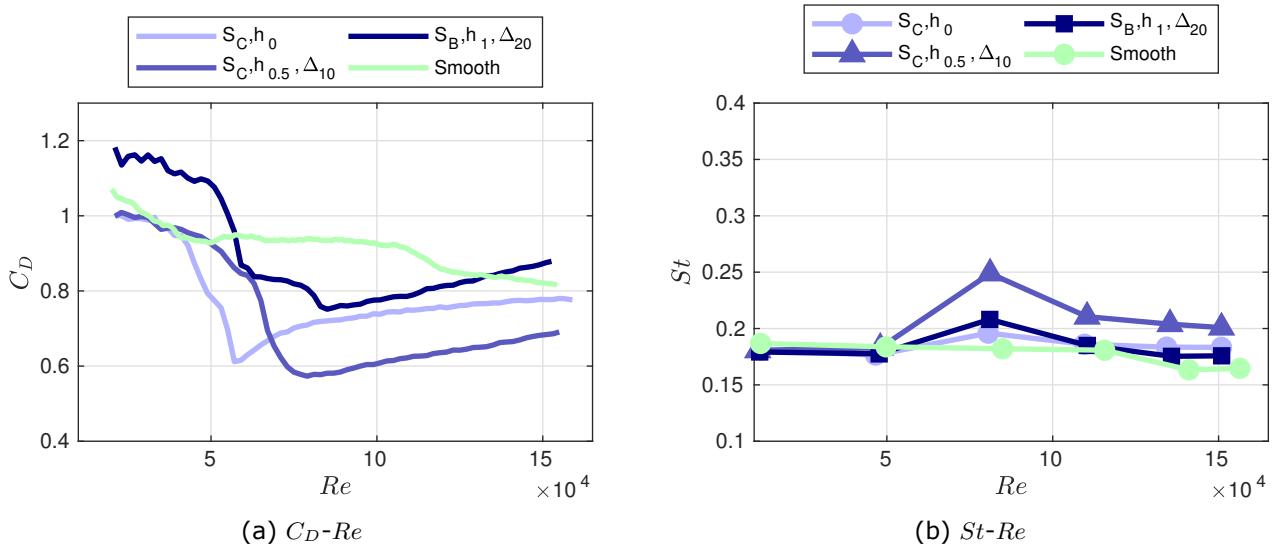 S_C,h_0
S_B,h_1,Δ_20
S_C,h_0.5,Δ_10
Smooth
C_D
1.2
1
0.8
0.6
0.4
5
10
15
Re
×10^4
(a) C_D-Re
S_C,h_0
S_B,h_1,Δ_20
S_C,h_0.5,Δ_10
Smooth
St
0.4
0.35
0.3
0.25
0.2
0.15
0.1
5
10
15
Re
×10^4
(b) St-Re